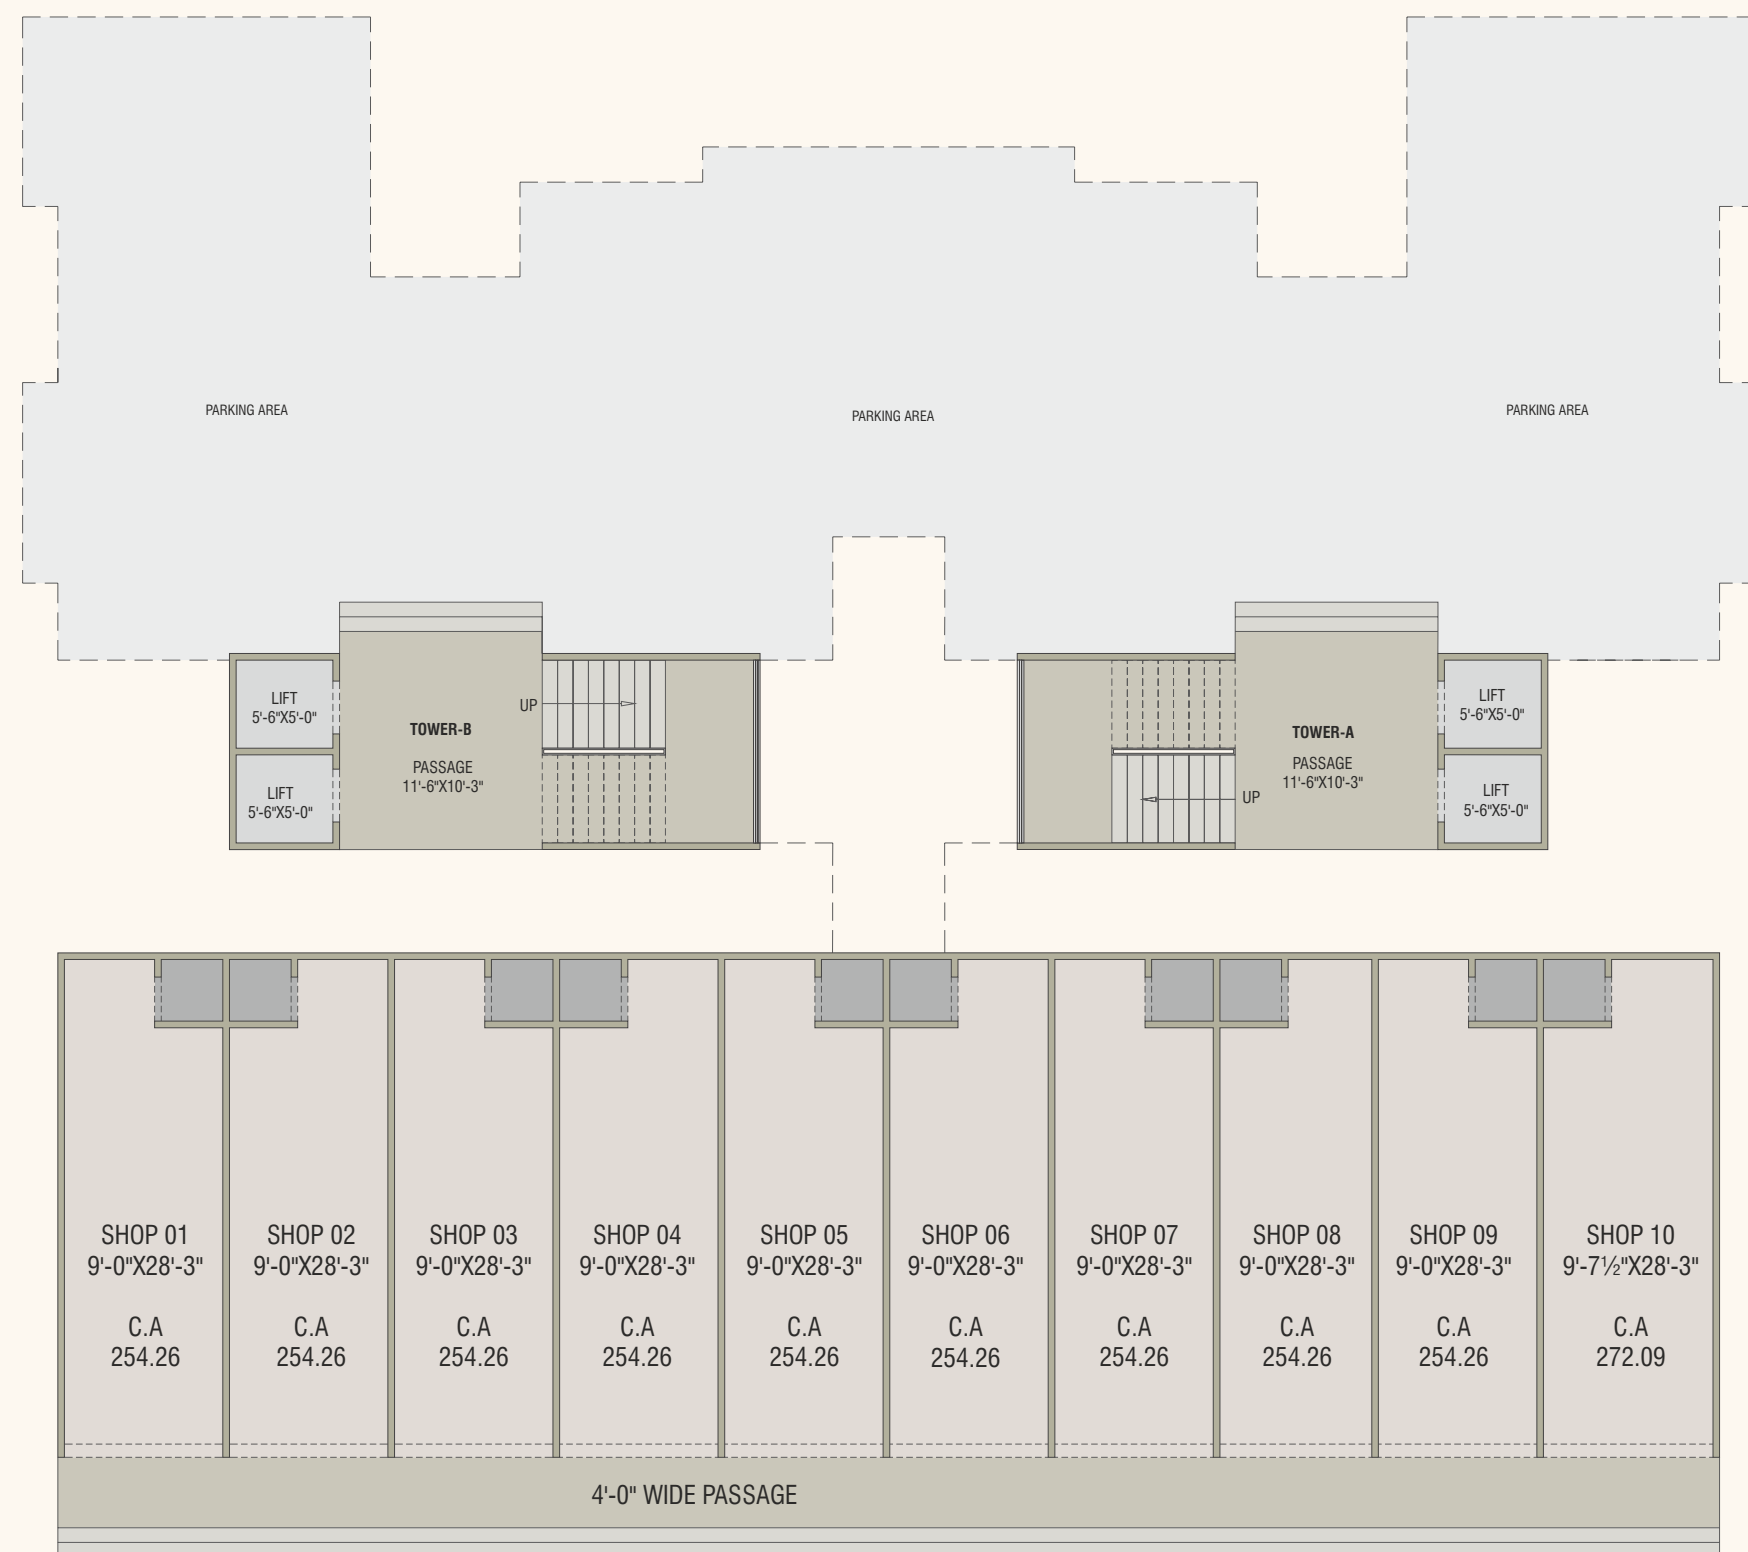 PARKING AREA
PARKING AREA
PARKING AREA
LIFT
5'-6"X5'-0"
LIFT
5'-6"X5'-0"
TOWER-B
PASSAGE
11'-6"X10'-3"
UP
TOWER-A
PASSAGE
11'-6"X10'-3"
UP
LIFT
5'-6"X5'-0"
LIFT
5'-6"X5'-0"
SHOP 01
9'-0"X28'-3"
C.A
254.26
SHOP 02
9'-0"X28'-3"
C.A
254.26
SHOP 03
9'-0"X28'-3"
C.A
254.26
SHOP 04
9'-0"X28'-3"
C.A
254.26
SHOP 05
9'-0"X28'-3"
C.A
254.26
SHOP 06
9'-0"X28'-3"
C.A
254.26
SHOP 07
9'-0"X28'-3"
C.A
254.26
SHOP 08
9'-0"X28'-3"
C.A
254.26
SHOP 09
9'-0"X28'-3"
C.A
254.26
SHOP 10
9'-7½"X28'-3"
C.A
272.09
4'-0" WIDE PASSAGE